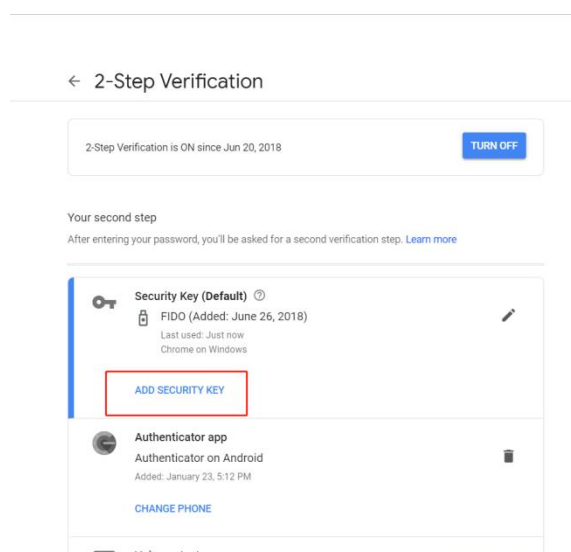 2-Step Verification
2-Step Verification is ON since Jun 20, 2018
TURN OFF
Your second step
After entering your password, you'll be asked for a second verification step. Learn more
Security Key (Default)
FIDO (Added: June 26, 2018)
Last used: Just now
Chrome on Windows
ADD SECURITY KEY
Authenticator app
Authenticator on Android
Added: January 23, 5:12 PM
CHANGE PHONE